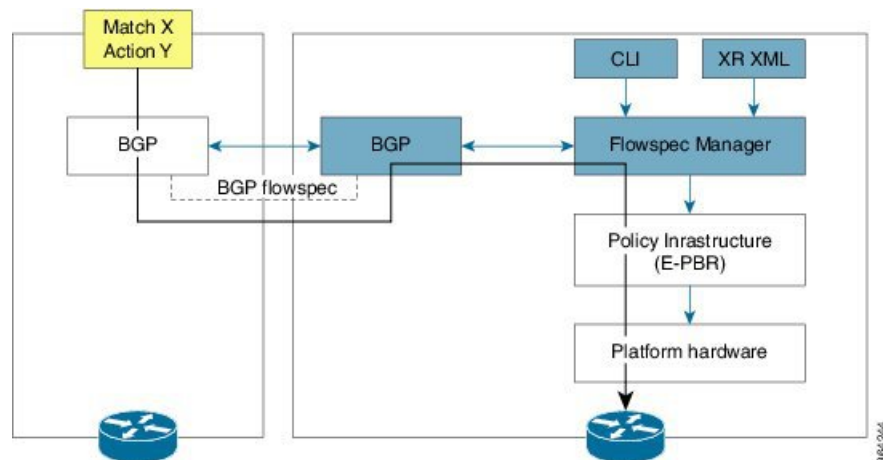 Match X
Action Y
CLI
XR XML
BGP
BGP
Flowspec Manager
BGP flowspec
Policy Inrastructure
(E-PBR)
Platform hardware